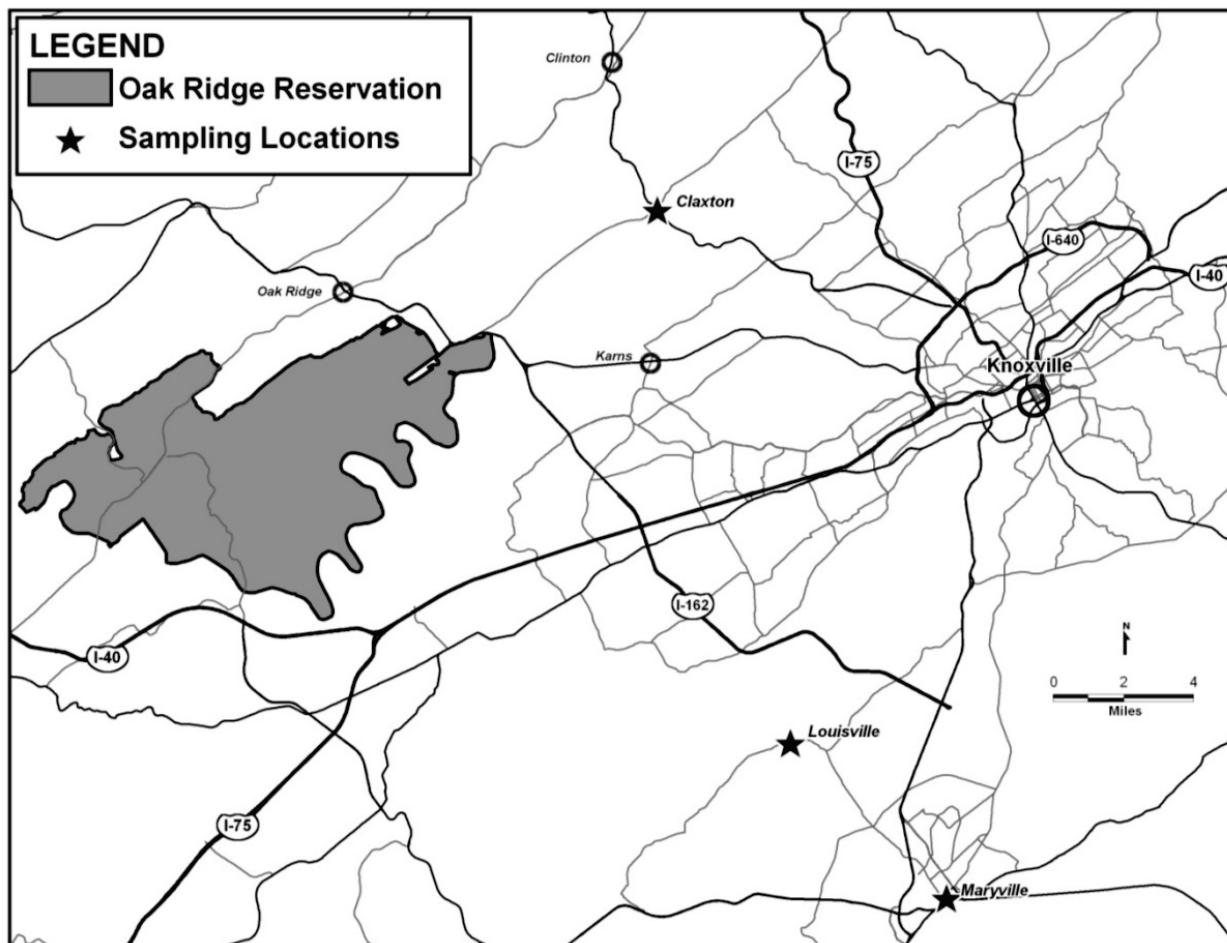 LEGEND
Oak Ridge Reservation
Sampling Locations
Clinton
I-75
Claxton
I-640
I-40
Oak Ridge
Karns
Knoxville
I-162
N
0 2 4
Miles
I-40
Louisville
I-75
Maryville